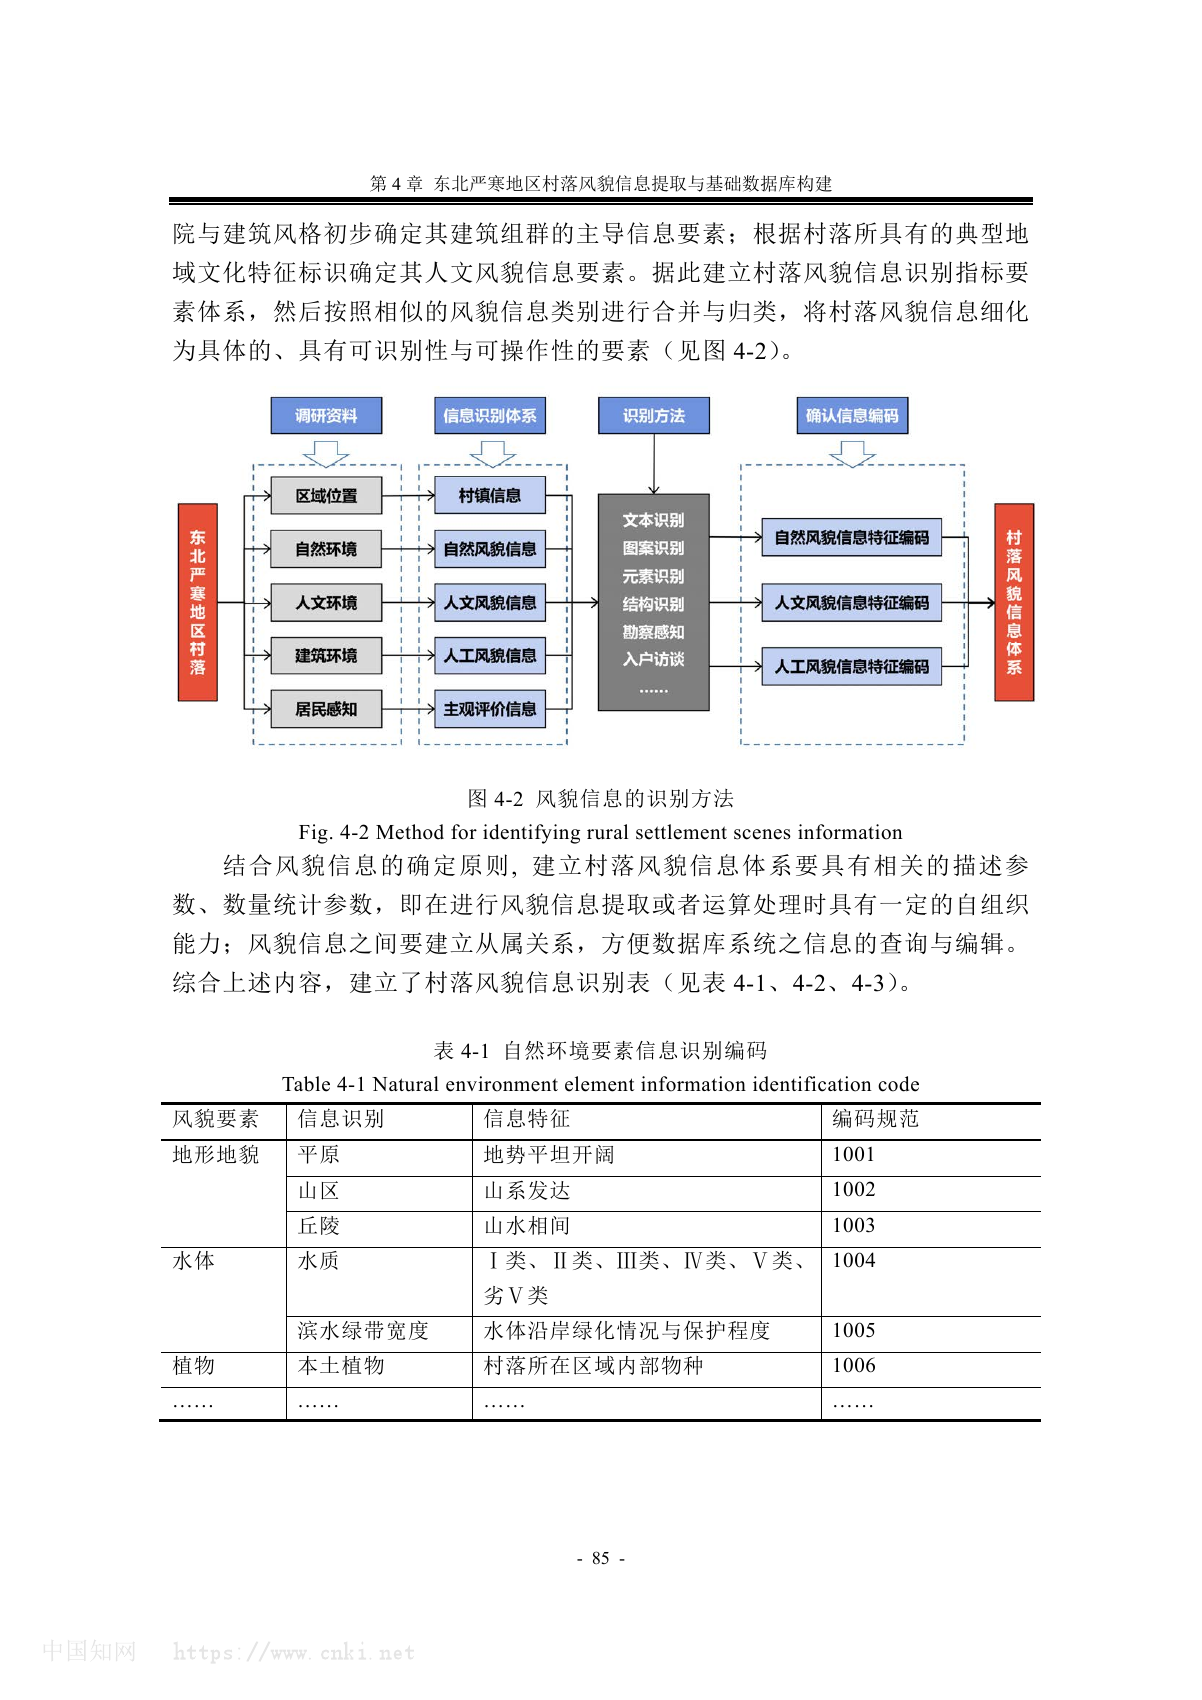 第 4 章 东北严寒地区村落风貌信息提取与基础数据库构建
院与建筑风格初步确定其建筑组群的主导信息要素；根据村落所具有的典型地
域文化特征标识确定其人文风貌信息要素。据此建立村落风貌信息识别指标要
素体系，然后按照相似的风貌信息类别进行合并与归类，将村落风貌信息细化
为具体的、具有可识别性与可操作性的要素（见图 4-2）。
调研资料 信息识别体系 识别方法 确认信息编码
东北严寒地区村落
区域位置
自然环境
人文环境
建筑环境
居民感知
村镇信息
自然风貌信息
人文风貌信息
人工风貌信息
主观评价信息
文本识别
图案识别
元素识别
结构识别
勘察感知
入户访谈
……
自然风貌信息特征编码
人文风貌信息特征编码
人工风貌信息特征编码
村落风貌信息体系
图 4-2 风貌信息的识别方法
Fig. 4-2 Method for identifying rural settlement scenes information
结合风貌信息的确定原则，建立村落风貌信息体系要具有相关的描述参
数、数量统计参数，即在进行风貌信息提取或者运算处理时具有一定的自组织
能力；风貌信息之间要建立从属关系，方便数据库系统之信息的查询与编辑。
综合上述内容，建立了村落风貌信息识别表（见表 4-1、4-2、4-3）。
表 4-1 自然环境要素信息识别编码
Table 4-1 Natural environment element information identification code
风貌要素 信息识别 信息特征 编码规范
地形地貌 平原 地势平坦开阔 1001
山区 山系发达 1002
丘陵 山水相间 1003
水体 水质 Ⅰ类、Ⅱ类、Ⅲ类、Ⅳ类、Ⅴ类、 1004
劣Ⅴ类
滨水绿带宽度 水体沿岸绿化情况与保护程度 1005
植物 本土植物 村落所在区域内部物种 1006
…… …… …… ……
- 85 -
中国知网 https://www.cnki.net